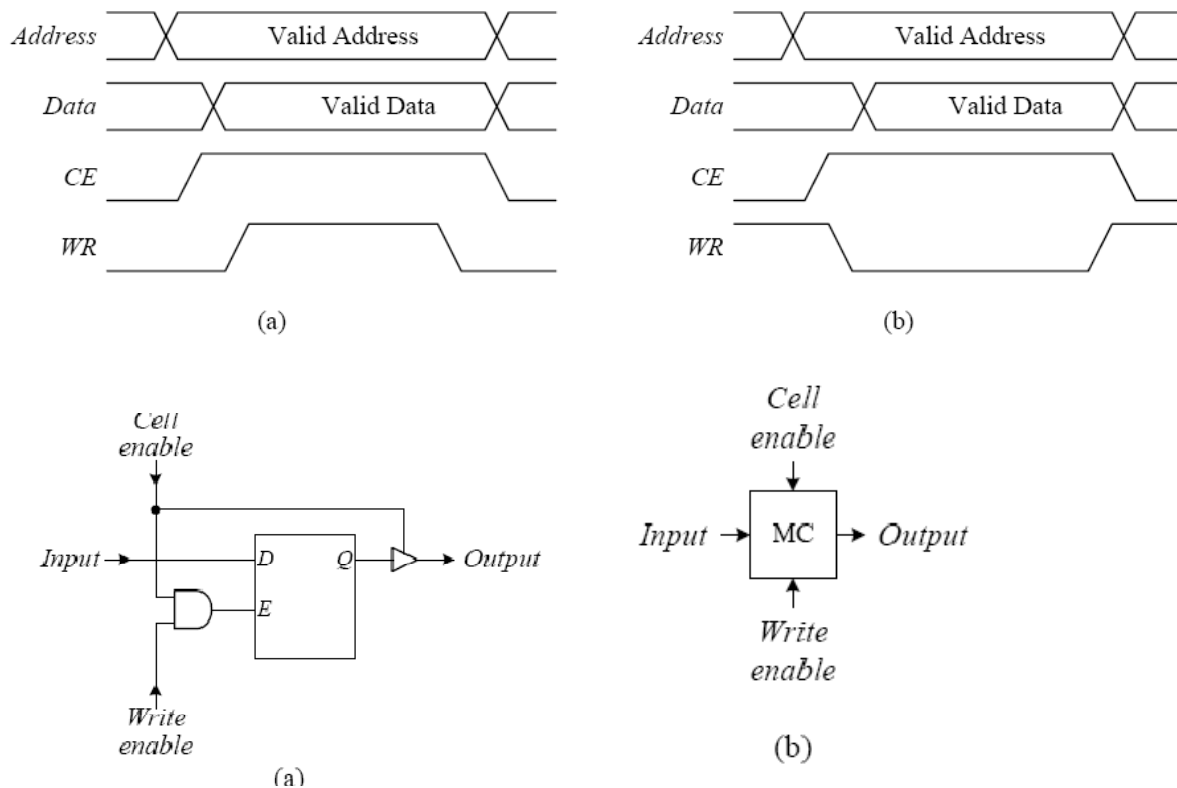 Address Valid Address
Data Valid Data
CE
WR
(a)
Address Valid Address
Data Valid Data
CE
WR
(b)
Cell
enable
Input
D
Q
Output
E
Write
enable
(a)
Cell
enable
Input
MC
Output
Write
enable
(b)